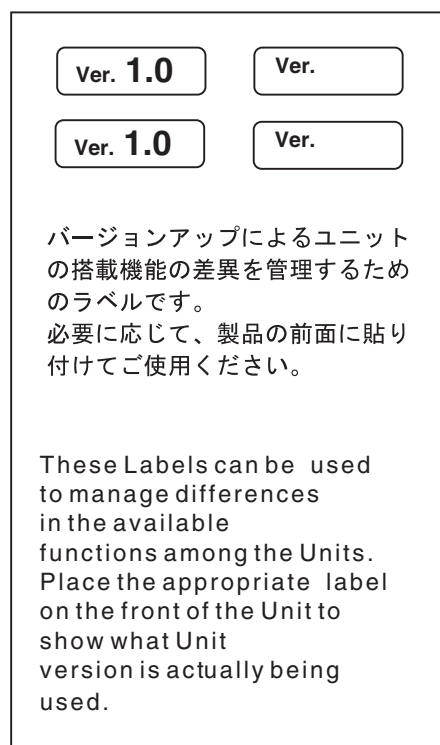 Ver. 1.0 Ver.
Ver. 1.0 Ver.
バージョンアップによるユニット
の搭載機能の差異を管理するため
のラベルです。
必要に応じて、製品の前面に貼り
付けてご使用ください。
These Labels can be used
to manage differences
in the available
functions among the Units.
Place the appropriate label
on the front of the Unit to
show what Unit
version is actually being
used.